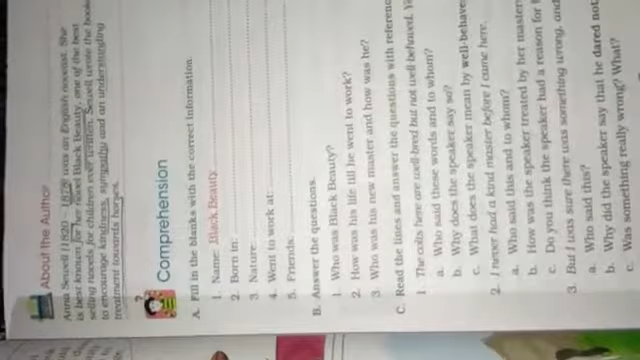 About the Author
Anna Sewell (1820 - 1878) was an English novelist. She
is best known for her novel Black Beauty, one of the best
selling novels for children ever written. Sewell wrote the book
to encourage kindness, sympathy and an understanding
treatment towards horses.
Comprehension
A. Fill in the blanks with the correct information.
1. Name: Black Beauty
2. Born in:
3. Nature:
4. Went to work at:
5. Friends:
B. Answer the questions.
1. Who was Black Beauty?
2. How was his life till he went to work?
3. Who was his new master and how was he?
C. Read the lines and answer the questions with
1. The colts here are well-bred but not well-behaved.
a. Who said these words and to whom?
b. Why does the speaker say so?
c. What does the speaker mean by
2. I never had a kind master before I came here.
a. Who said this and to whom?
b. How was the speaker treated by her
c. Do you think the speaker had a reason for
3. But I was sure there was something wrong, and
a. Who said this?
b. Why did the speaker say that he dared not
c. Was something really wrong? What?